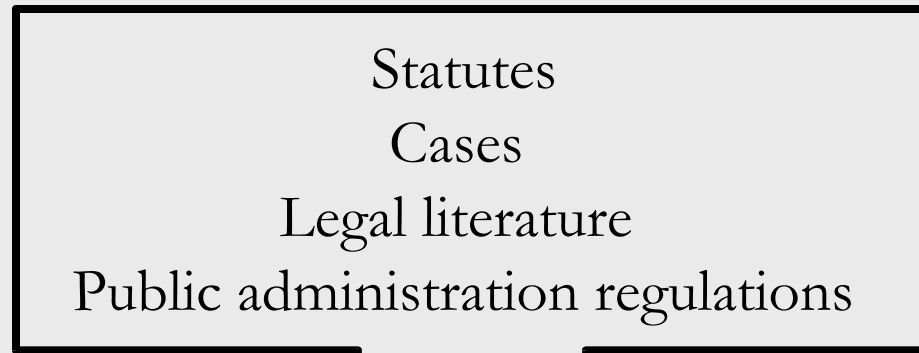 Statutes
Cases
Legal literature
Public administration regulations